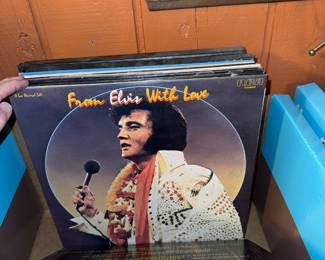 A Two Record Set
RCA
From Elvis With Love